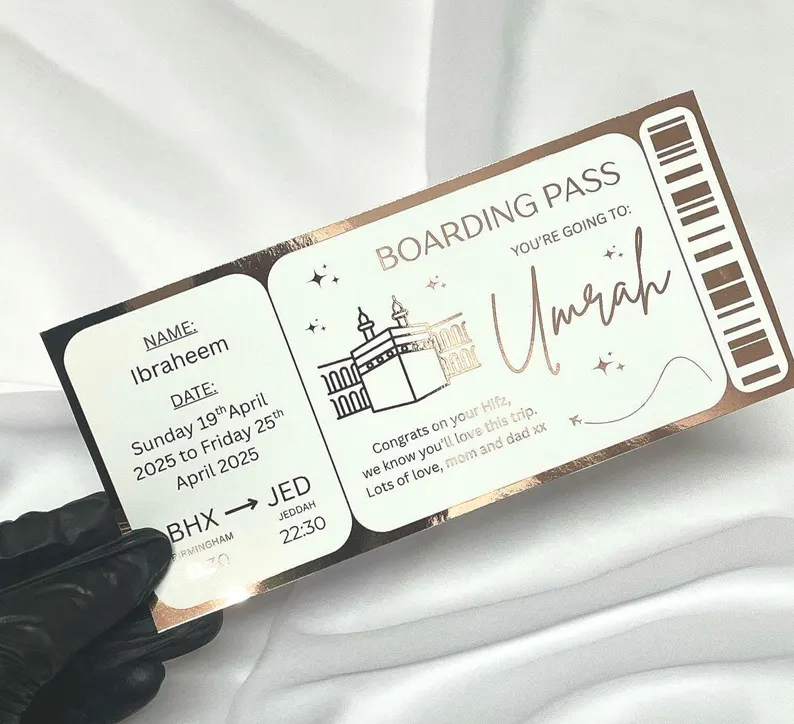 NAME:
Ibraheem
DATE:
Sunday 19th April
2025 to Friday 25th
April 2025
BHX → JED
BIRMINGHAM JEDDAH
22:30
BOARDING PASS
YOU'RE GOING TO:
Umrah
Congrats on your Hifz,
we know you'll love this trip.
Lots of love, mom and dad xx